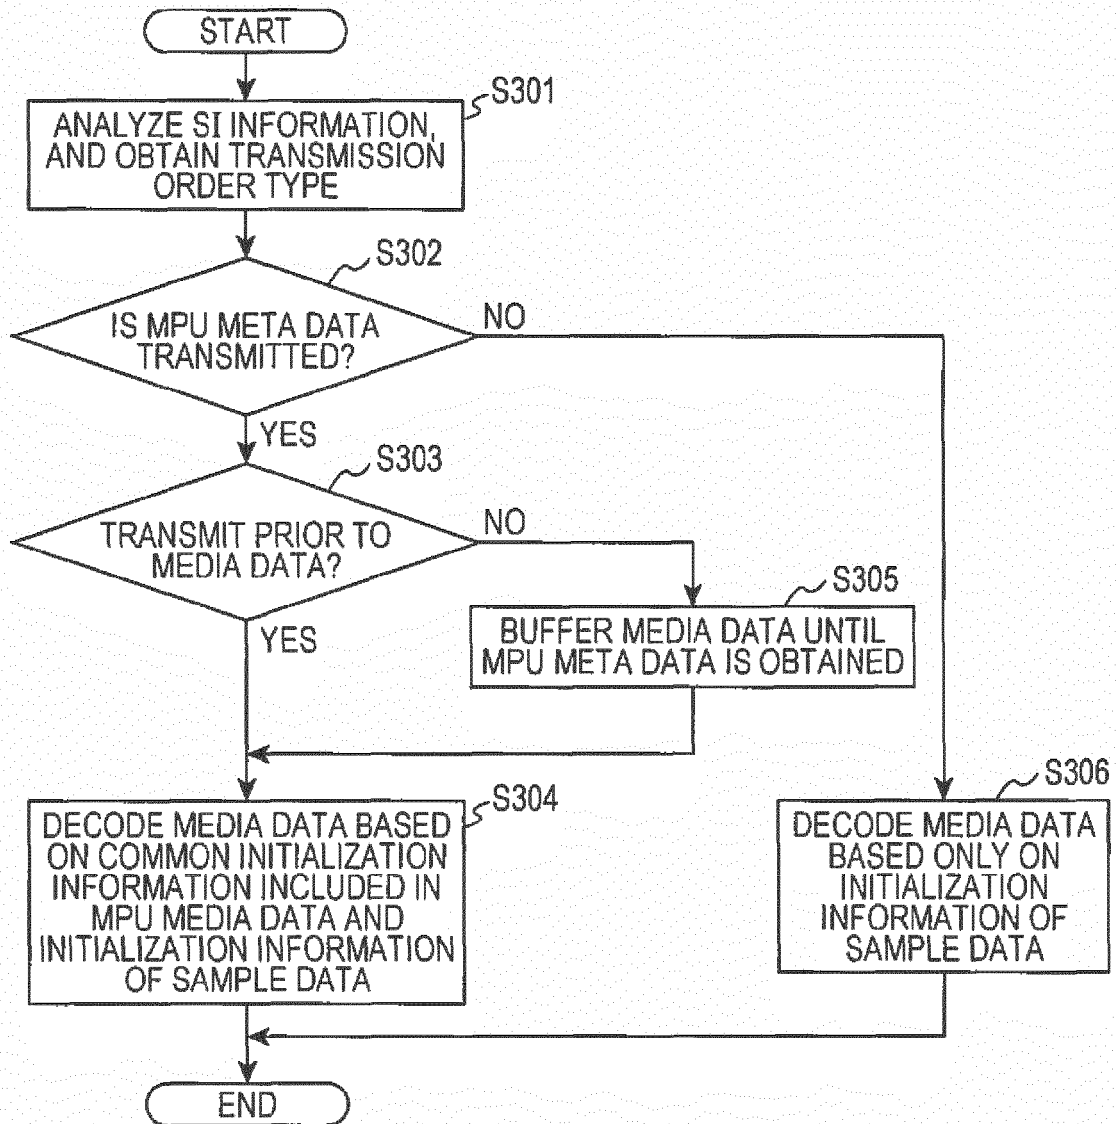 START
S301
ANALYZE SI INFORMATION,
AND OBTAIN TRANSMISSION
ORDER TYPE
S302
IS MPU META DATA
TRANSMITTED?
NO
YES
S303
TRANSMIT PRIOR TO
MEDIA DATA?
NO
YES
S305
BUFFER MEDIA DATA UNTIL
MPU META DATA IS OBTAINED
S304
DECODE MEDIA DATA BASED
ON COMMON INITIALIZATION
INFORMATION INCLUDED IN
MPU MEDIA DATA AND
INITIALIZATION INFORMATION
OF SAMPLE DATA
S306
DECODE MEDIA DATA
BASED ONLY ON
INITIALIZATION
INFORMATION OF
SAMPLE DATA
END